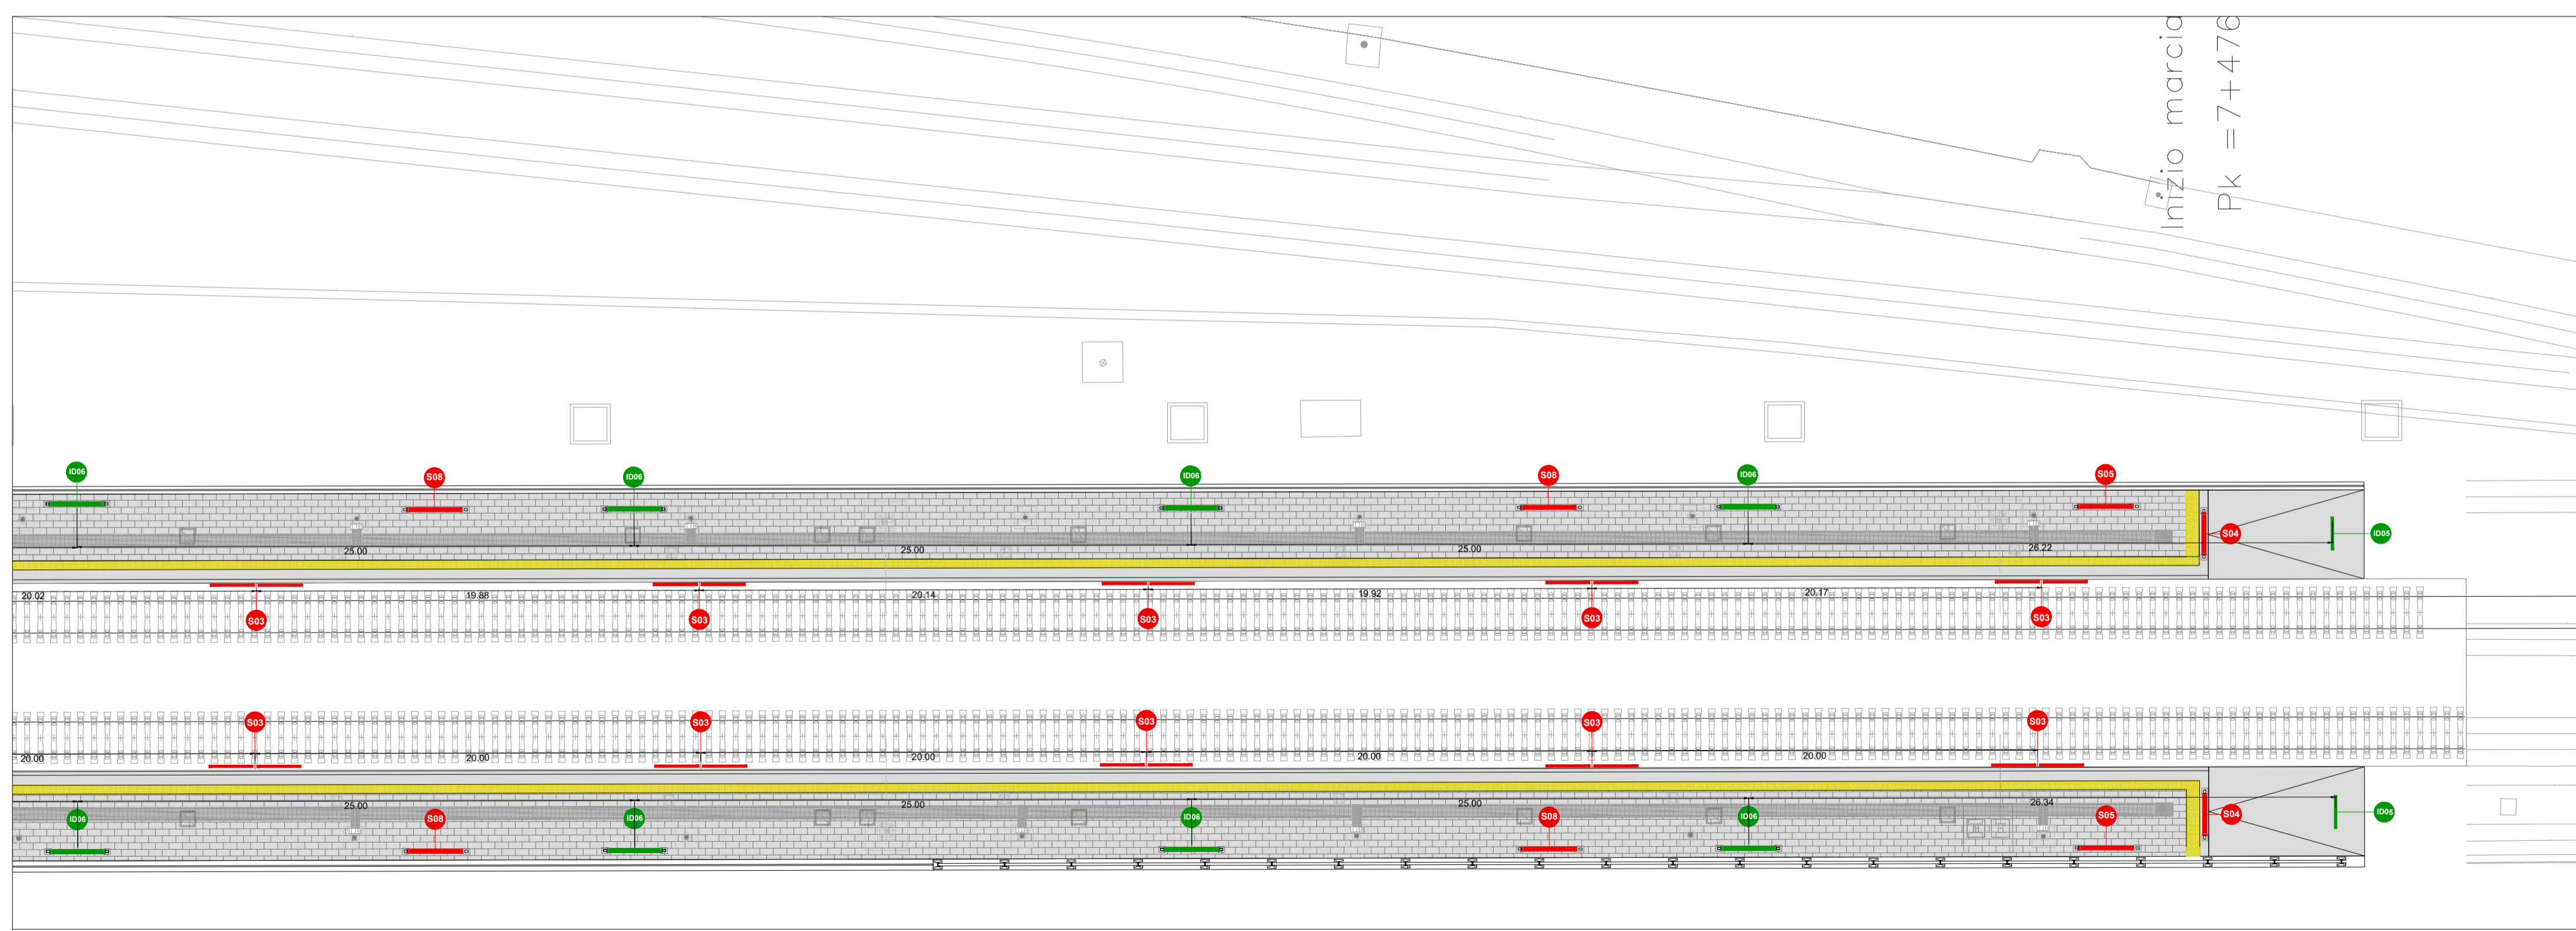 Inizio marcia
Pk =7+476
ID06
S08
ID06
ID06
S08
ID06
S05
S04
ID05
25.00
25.00
25.00
26.22
20.02
19.88
20.14
19.92
20.17
S03
S03
S03
S03
S03
S03
S03
S03
S03
S03
20.00
20.00
20.00
20.00
20.00
25.00
25.00
25.00
26.34
ID06
S08
ID06
ID06
S08
ID06
S05
S04
ID05